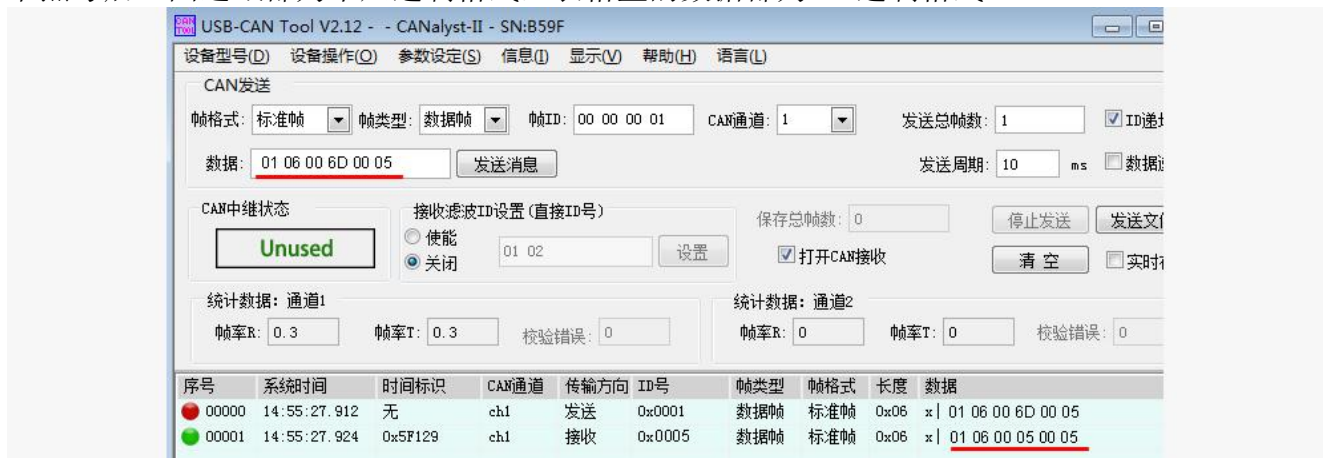 USB-CAN Tool V2.12 - - CANalyst-II - SN:B59F
设备型号(D) 设备操作(O) 参数设定(S) 信息(I) 显示(V) 帮助(H) 语言(L)
CAN发送
帧格式: 标准帧 帧类型: 数据帧 帧ID: 00 00 00 01 CAN通道: 1 发送总帧数: 1 ID递
数据: 01 06 00 6D 00 05 发送消息 发送周期: 10 ms 数据
CAN中继状态 接收滤波ID设置(直接ID号) 保存总帧数: 0 停止发送 发送文
Unused 使能 关闭 01 02 设置 打开CAN接收 清 空 实时
统计数据: 通道1 统计数据: 通道2
帧率R: 0.3 帧率T: 0.3 校验错误: 0 帧率R: 0 帧率T: 0 校验错误: 0
序号 系统时间 时间标识 CAN通道 传输方向 ID号 帧类型 帧格式 长度 数据
00000 14:55:27.912 无 ch1 发送 0x0001 数据帧 标准帧 0x06 x| 01 06 00 6D 00 05
00001 14:55:27.924 0x5F129 ch1 接收 0x0005 数据帧 标准帧 0x06 x| 01 06 00 05 00 05